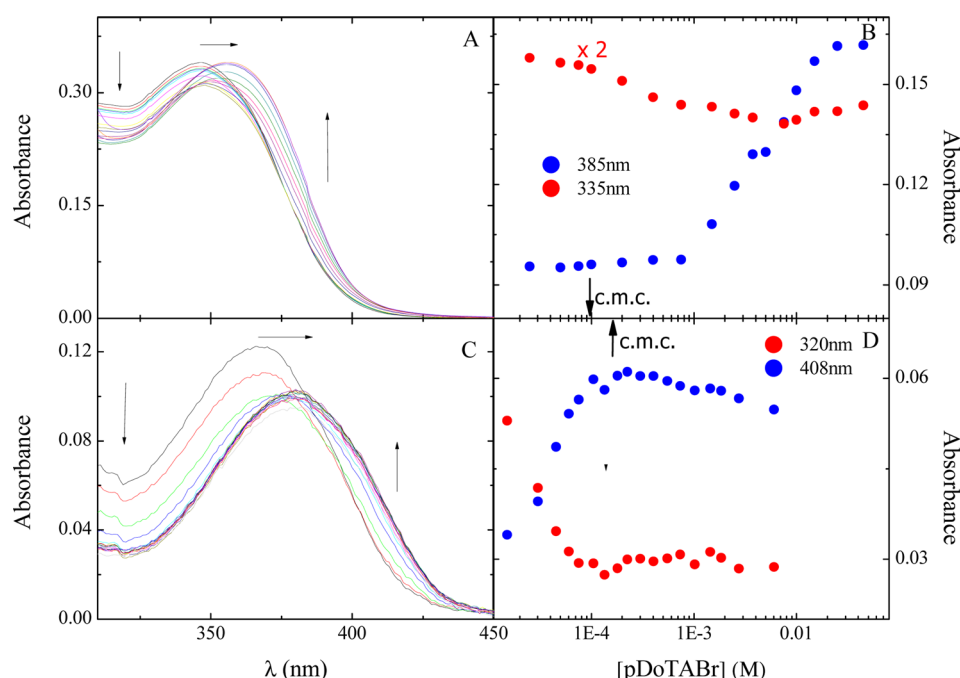 A
0.30
0.15
0.00
Absorbance
B
x 2
385nm
335nm
c.m.c.
0.15
0.12
0.09
Absorbance
C
0.12
0.08
0.04
0.00
Absorbance
350
400
450
λ (nm)
D
c.m.c.
320nm
408nm
0.06
0.03
Absorbance
1E-4
1E-3
0.01
[pDoTABr] (M)